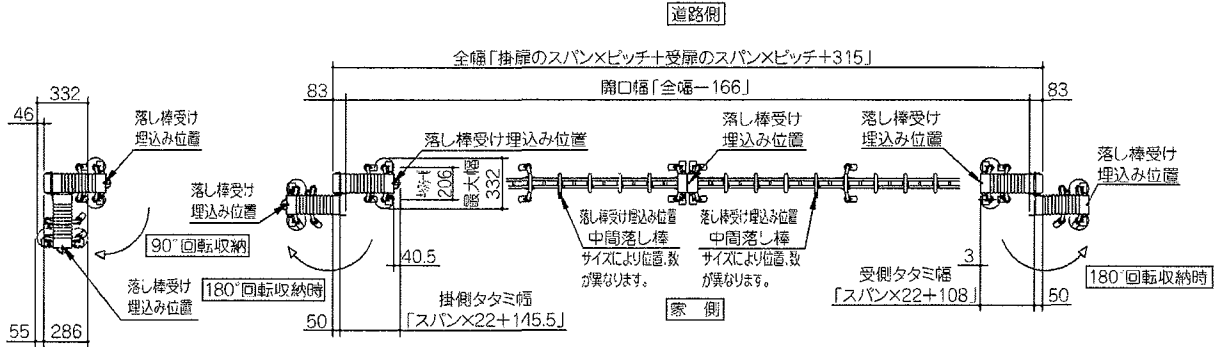 道路側
全幅「掛扉のスパン×ピッチ+受扉のスパン×ピッチ+315」
開口幅「全幅−166」
83
83
332
46
落し棒受け
埋込み位置
落し棒受け
埋込み位置
90°回転収納
落し棒受け
埋込み位置
55
286
落し棒受け埋込み位置
206
最大幅
332
40.5
180°回転収納時
50
掛側タタミ幅
「スパン×22+145.5」
落し棒受け
埋込み位置
落し棒受け埋込み位置
中間落し棒
サイズにより位置、数
が異なります。
落し棒受け埋込み位置
中間落し棒
サイズにより位置、数
が異なります。
家 側
落し棒受け
埋込み位置
落し棒受け
埋込み位置
3
受側タタミ幅
「スパン×22+108」
50
180°回転収納時